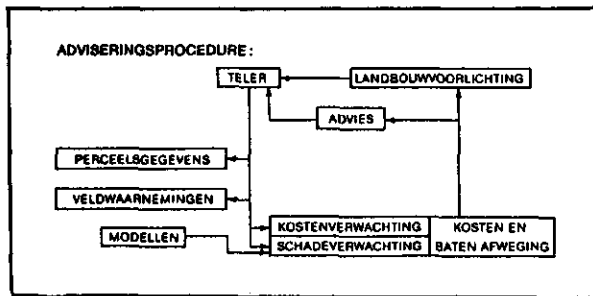 ADVISERINGSPROCEDURE:
TELER
LANDBOUWVOORLICHTING
ADVIES
PERCEELSGEGEVENS
VELDWAARNEMINGEN
MODELLEN
KOSTENVERWACHTING
SCHADEVERWACHTING
KOSTEN EN
BATEN AFWEGING